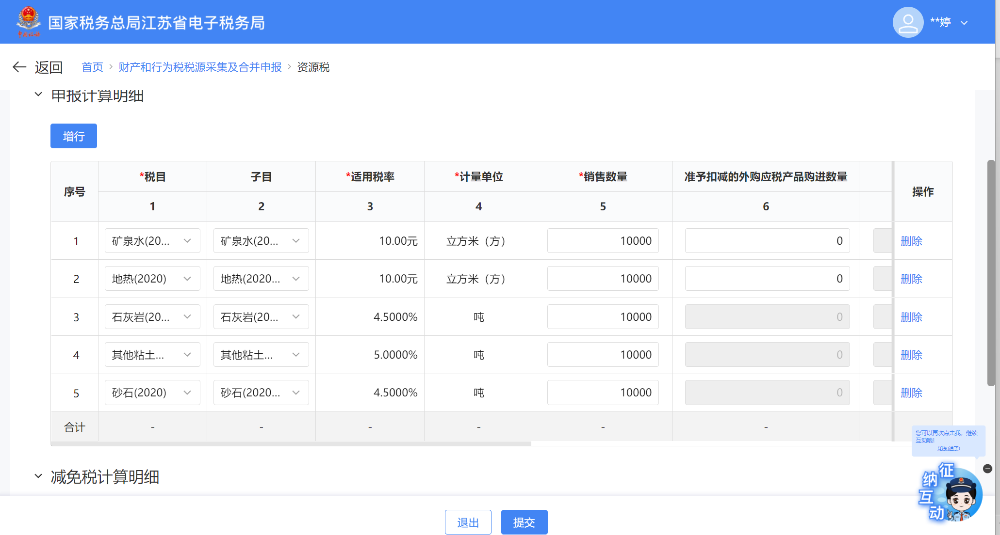 国家税务总局江苏省电子税务局
**婷
返回 首页 > 财产和行为税税源采集及合并申报 > 资源税
申报计算明细
增行
序号 *税目 子目 *适用税率 *计量单位 *销售数量 准予扣减的外购应税产品购进数量 操作
1 2 3 4 5 6
1 矿泉水(20... 矿泉水(20... 10.00元 立方米（方） 10000 0 删除
2 地热(2020) 地热(2020... 10.00元 立方米（方） 10000 0 删除
3 石灰岩(20... 石灰岩(20... 4.5000% 吨 10000 0 删除
4 其他粘土... 其他粘土... 5.0000% 吨 10000 0 删除
5 砂石(2020) 砂石(2020... 4.5000% 吨 10000 0 删除
合计 - - - - - -
您可以再次点击我，继续
互动哦!
(我知道了)
减免税计算明细
征纳互动
退出 提交